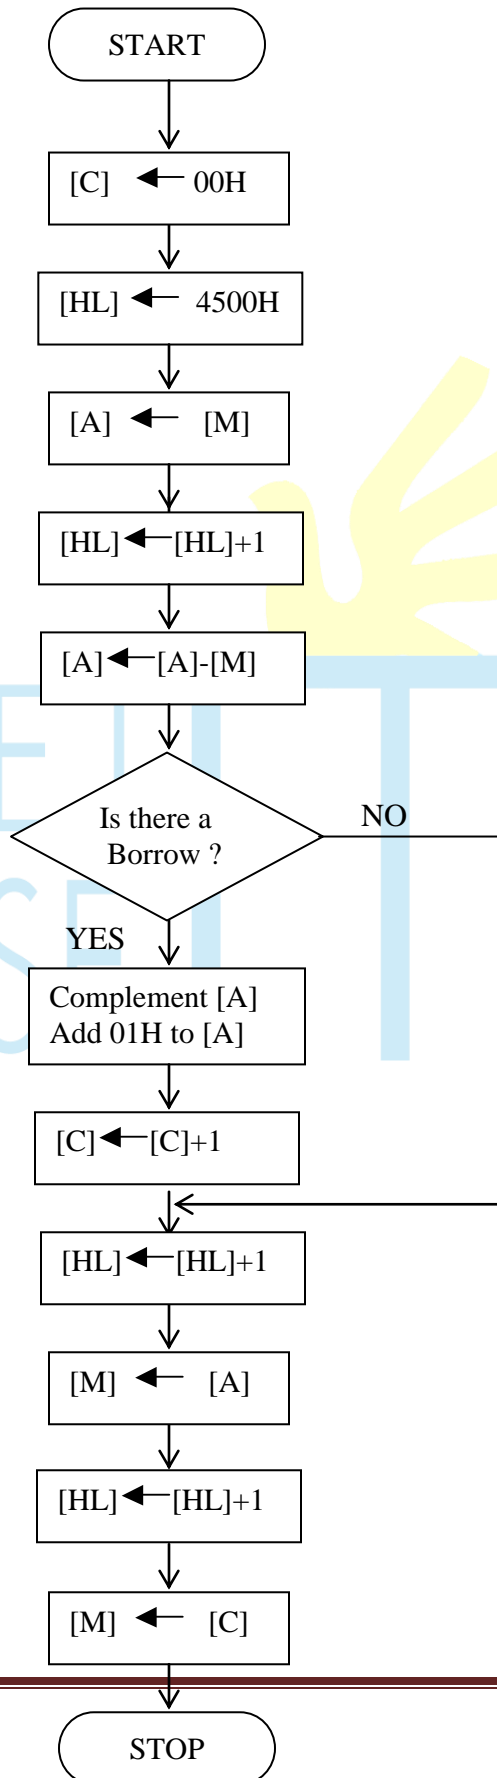 START
[C] ← 00H
[HL] ← 4500H
[A] ← [M]
[HL] ← [HL]+1
[A] ← [A]-[M]
Is there a
Borrow ?
NO
YES
Complement [A]
Add 01H to [A]
[C] ← [C]+1
[HL] ← [HL]+1
[M] ← [A]
[HL] ← [HL]+1
[M] ← [C]
STOP